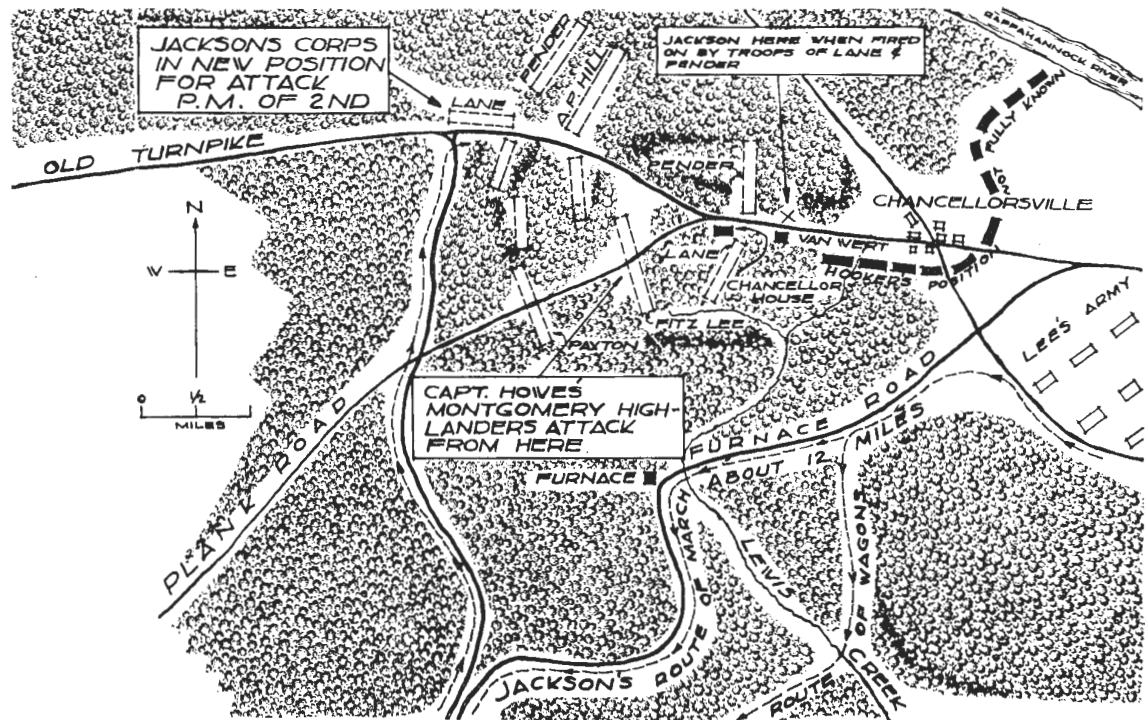 JACKSONS CORPS
IN NEW POSITION
FOR ATTACK
P.M. OF 2ND
PENDER
A P HILL
LANE
JACKSON HERE WHEN FIRED
ON BY TROOPS OF LANE &
PENDER
RAPPAHANNOCK RIVER
FULLY KNOWN
OLD TURNPIKE
N
W E
0 1/2
MILES
PENDER
CHANCELLORSVILLE
LANE
VAN WERT
HOOKERS POSITION
CHANCELLOR
HOUSE
FITZ LEE
PAXTON
LEE'S ARMY
CAPT. HOWES'
MONTGOMERY HIGH-
LANDERS ATTACK
FROM HERE
PLANK ROAD
FURNACE ROAD
ABOUT 12 MILES
FURNACE
JACKSON'S ROUTE OF MARCH
LEWIS CREEK
ROUTE OF WAGONS